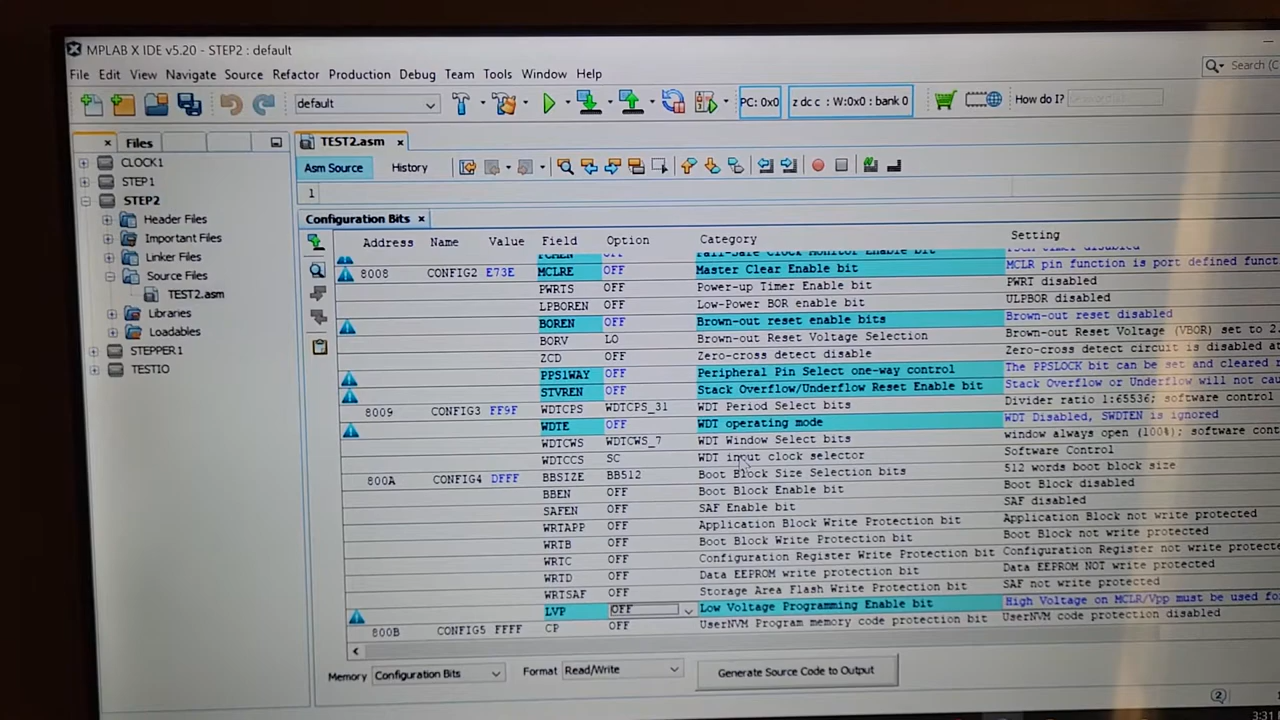 MPLAB X IDE v5.20 - STEP2 : default
File Edit View Navigate Source Refactor Production Debug Team Tools Window Help
Search (C
default PC: 0x0 z dc c : W:0x0 : bank 0 How do I?
Files TEST2.asm
CLOCK1
STEP1
STEP2
Header Files
Important Files
Linker Files
Source Files
TEST2.asm
Libraries
Loadables
STEPPER1
TESTIO
Asm Source History
1
Configuration Bits
Address Name Value Field Option Category Setting
8008 CONFIG2 E73E MCLRE OFF Master Clear Enable bit MCLR pin function is port defined funct
PWRTS OFF Power-up Timer Enable bit PWRT disabled
LPBOREN OFF Low-Power BOR enable bit ULPBOR disabled
BOREN OFF Brown-out reset enable bits Brown-out reset disabled
BORV LO Brown-out Reset Voltage Selection Brown-out Reset Voltage (VBOR) set to 2
ZCD OFF Zero-cross detect disable Zero-cross detect circuit is disabled at
PPS1WAY OFF Peripheral Pin Select one-way control The PPSLOCK bit can be set and cleared
STVREN OFF Stack Overflow/Underflow Reset Enable bit Stack Overflow or Underflow will not cau
8009 CONFIG3 FF9F WDTCPS WDTCPS_31 WDT Period Select bits Divider ratio 1:65536; software control
WDTE OFF WDT operating mode WDT Disabled, SWDTEN is ignored
WDTCWS WDTCWS_7 WDT Window Select bits window always open (100%); software cont
WDTCCS SC WDT input clock selector Software Control
800A CONFIG4 DFFF BBSIZE BB512 Boot Block Size Selection bits 512 words boot block size
BBEN OFF Boot Block Enable bit Boot Block disabled
SAFEN OFF SAF Enable bit SAF disabled
WRTAPP OFF Application Block Write Protection bit Application Block not write protected
WRTB OFF Boot Block Write Protection bit Boot Block not write protected
WRTC OFF Configuration Register Write Protection bit Configuration Register not write protecte
WRTD OFF Data EEPROM write protection bit Data EEPROM NOT write protected
WRTSAF OFF Storage Area Flash Write Protection bit SAF not write protected
LVP OFF Low Voltage Programming Enable bit High Voltage on MCLR/Vpp must be used fo
800B CONFIG5 FFFF CP OFF UserNVM Program memory code protection bit UserNVM code protection disabled
Memory Configuration Bits Format Read/Write Generate Source Code to Output
2
3:31